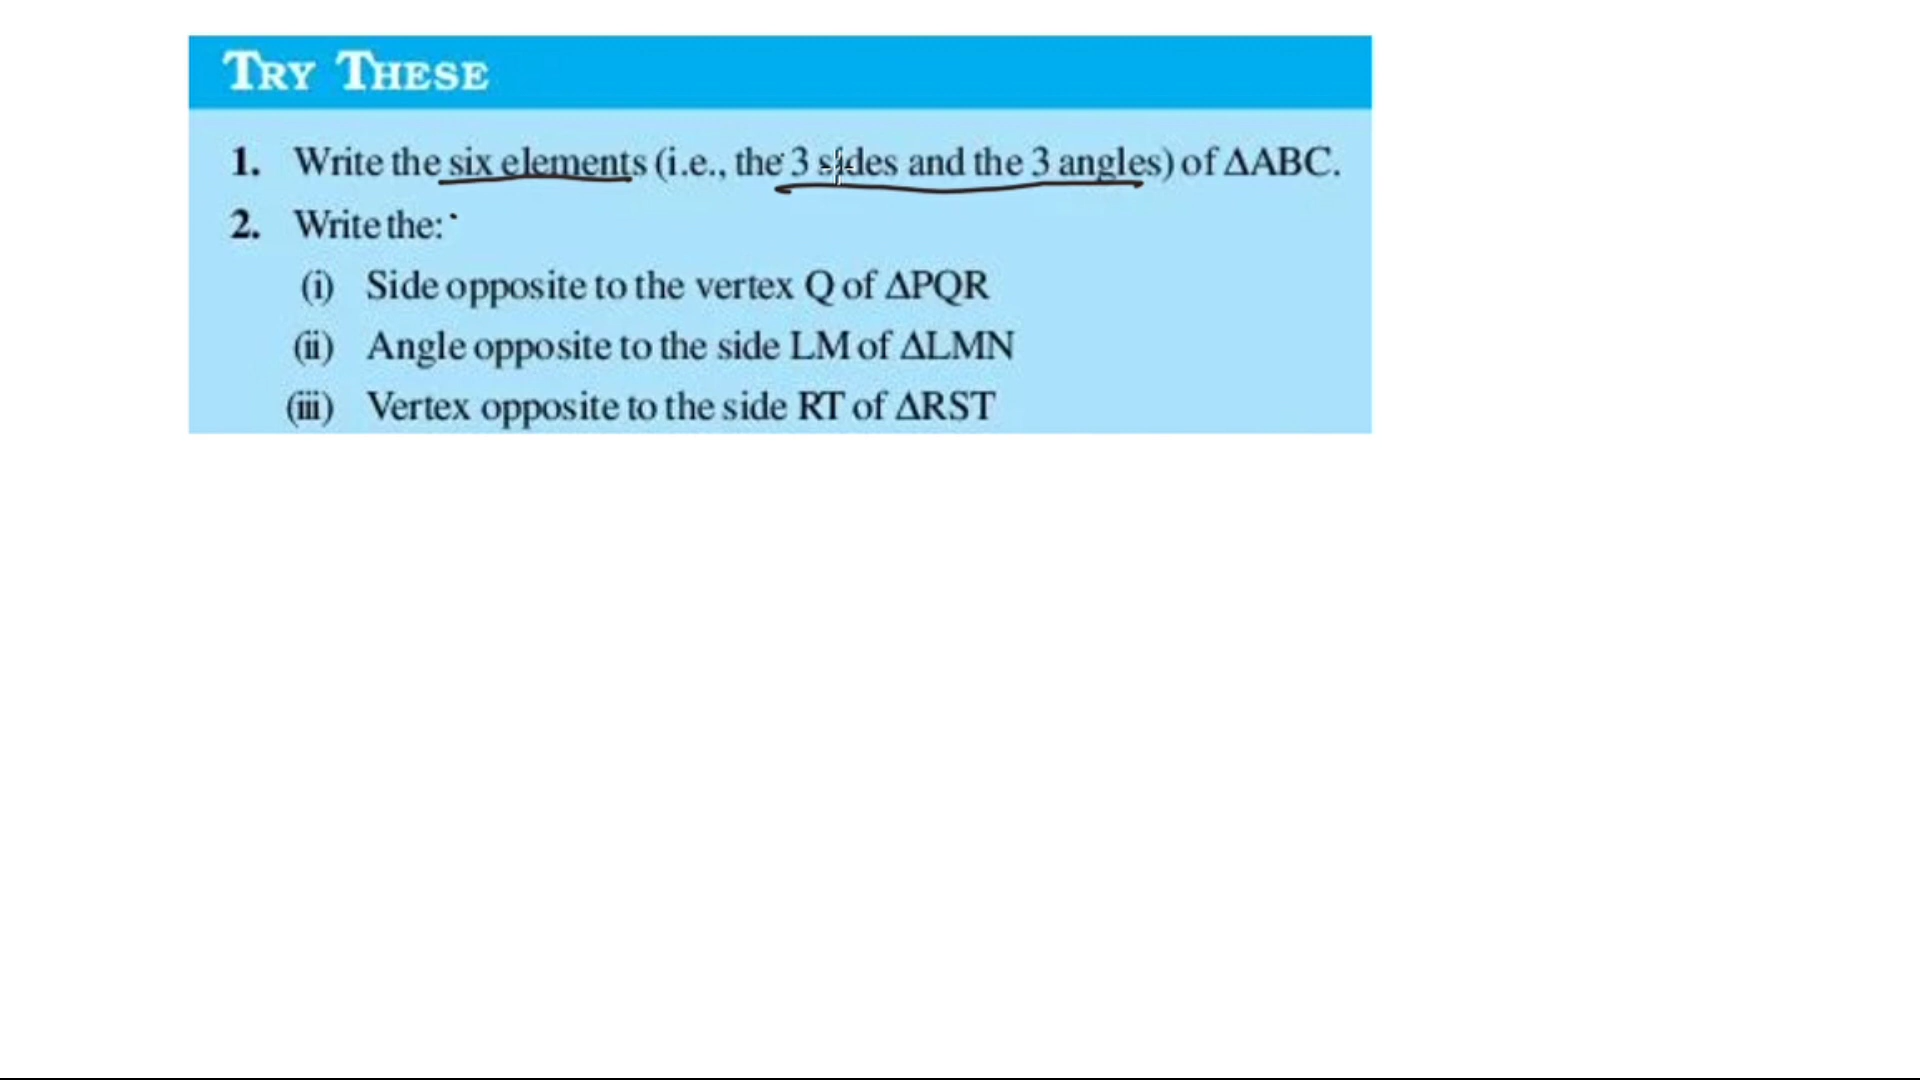 TRY THESE
1. Write the six elements (i.e., the 3 sides and the 3 angles) of ΔABC.
2. Write the:
(i) Side opposite to the vertex Q of ΔPQR
(ii) Angle opposite to the side LM of ΔLMN
(iii) Vertex opposite to the side RT of ΔRST